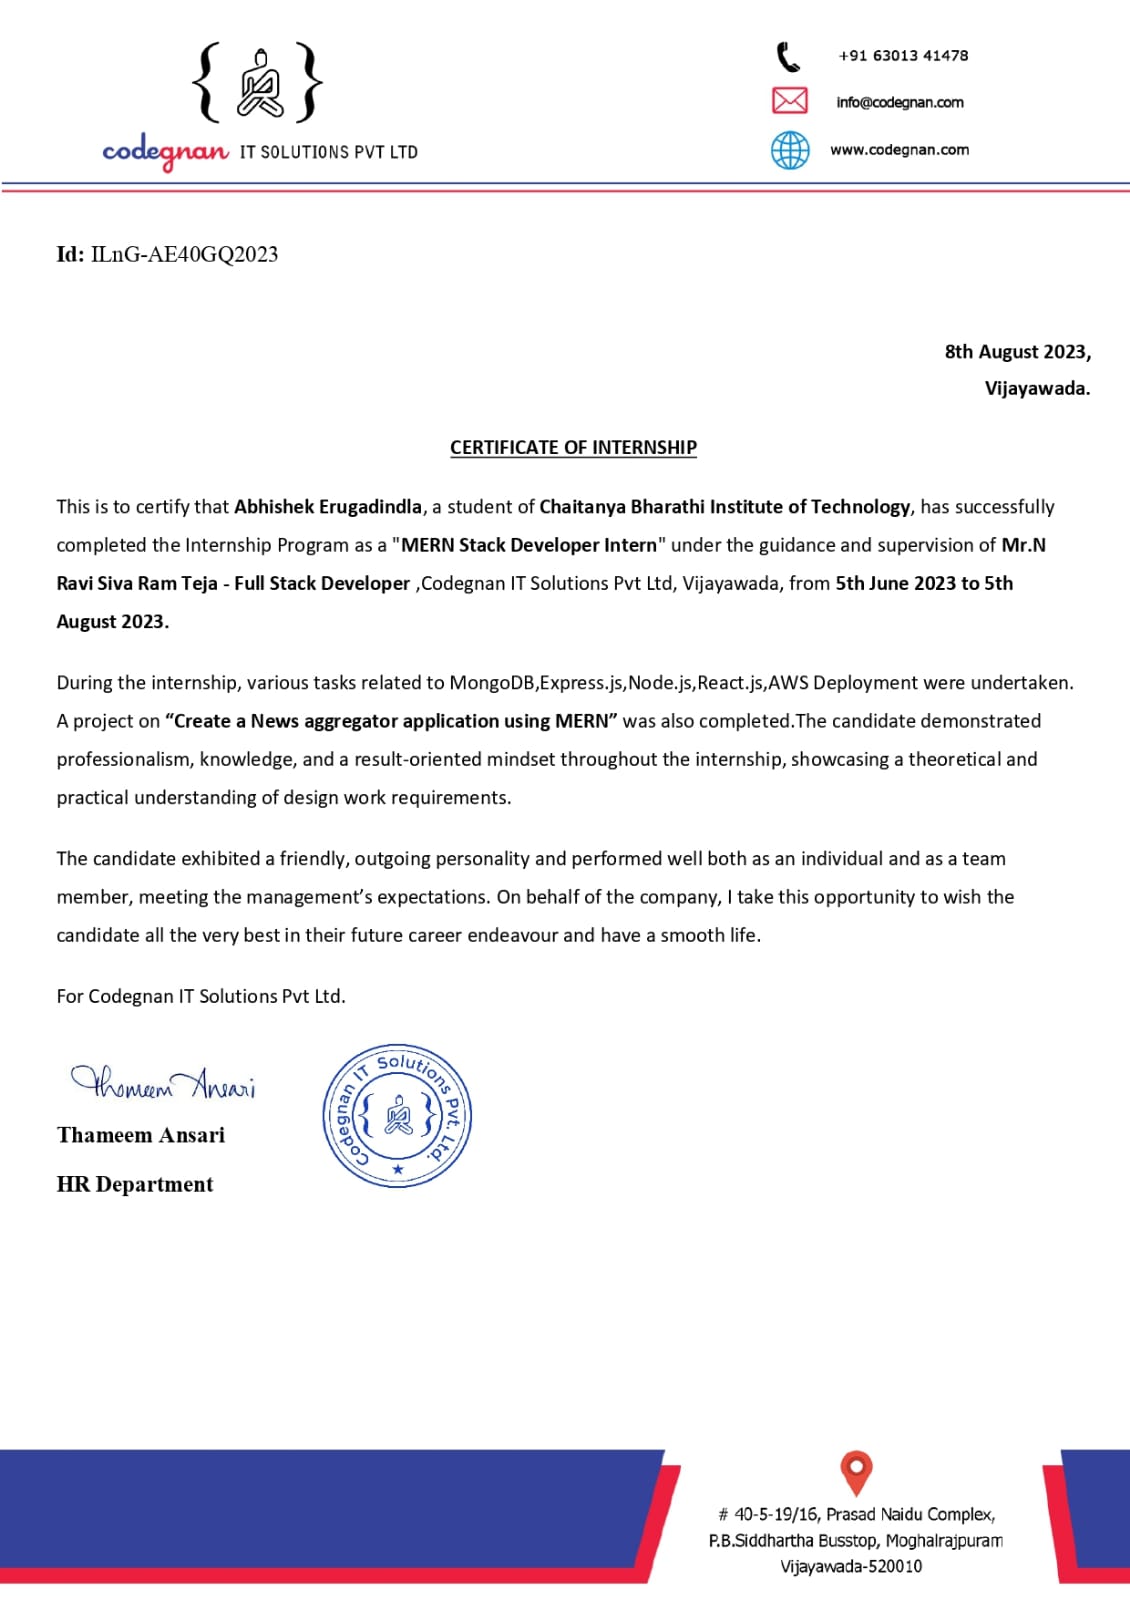 +91 63013 41478
info@codegnan.com
codegnan IT SOLUTIONS PVT LTD
www.codegnan.com
Id: ILnG-AE40GQ2023
8th August 2023,
Vijayawada.
CERTIFICATE OF INTERNSHIP
This is to certify that Abhishek Erugadindla, a student of Chaitanya Bharathi Institute of Technology, has successfully
completed the Internship Program as a "MERN Stack Developer Intern" under the guidance and supervision of Mr.N
Ravi Siva Ram Teja - Full Stack Developer ,Codegnan IT Solutions Pvt Ltd, Vijayawada, from 5th June 2023 to 5th
August 2023.
During the internship, various tasks related to MongoDB,Express.js,Node.js,React.js,AWS Deployment were undertaken.
A project on “Create a News aggregator application using MERN” was also completed.The candidate demonstrated
professionalism, knowledge, and a result-oriented mindset throughout the internship, showcasing a theoretical and
practical understanding of design work requirements.
The candidate exhibited a friendly, outgoing personality and performed well both as an individual and as a team
member, meeting the management’s expectations. On behalf of the company, I take this opportunity to wish the
candidate all the very best in their future career endeavour and have a smooth life.
For Codegnan IT Solutions Pvt Ltd.
Thameem Ansari
Codegnan IT Solutions Pvt. Ltd.
Thameem Ansari
HR Department
# 40-5-19/16, Prasad Naidu Complex,
P.B.Siddhartha Busstop, Moghalrajpuram
Vijayawada-520010